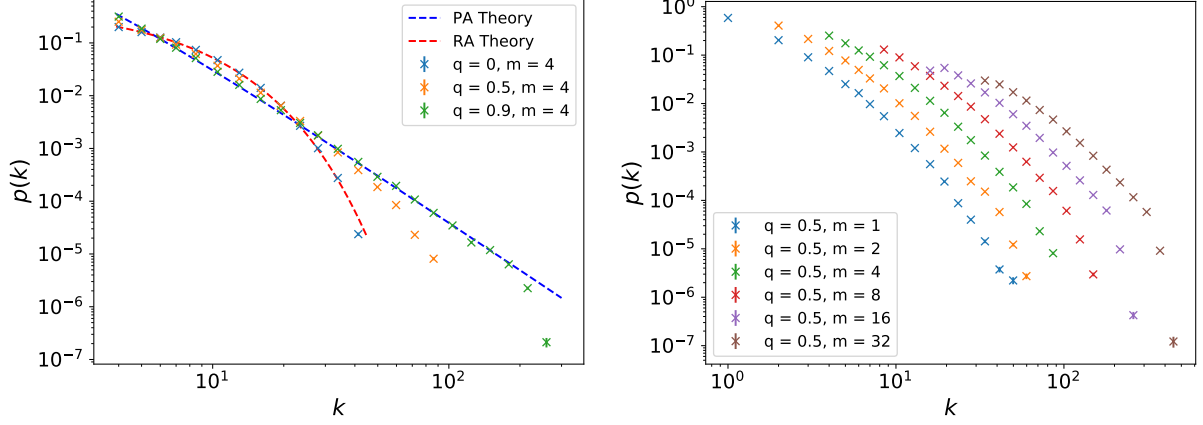 10⁻¹
10⁻²
10⁻³
10⁻⁴
10⁻⁵
10⁻⁶
10⁻⁷
p(k)
PA Theory
RA Theory
q = 0, m = 4
q = 0.5, m = 4
q = 0.9, m = 4
10¹
10²
k
10⁰
10⁻¹
10⁻²
10⁻³
10⁻⁴
10⁻⁵
10⁻⁶
10⁻⁷
p(k)
q = 0.5, m = 1
q = 0.5, m = 2
q = 0.5, m = 4
q = 0.5, m = 8
q = 0.5, m = 16
q = 0.5, m = 32
10⁰
10¹
10²
k